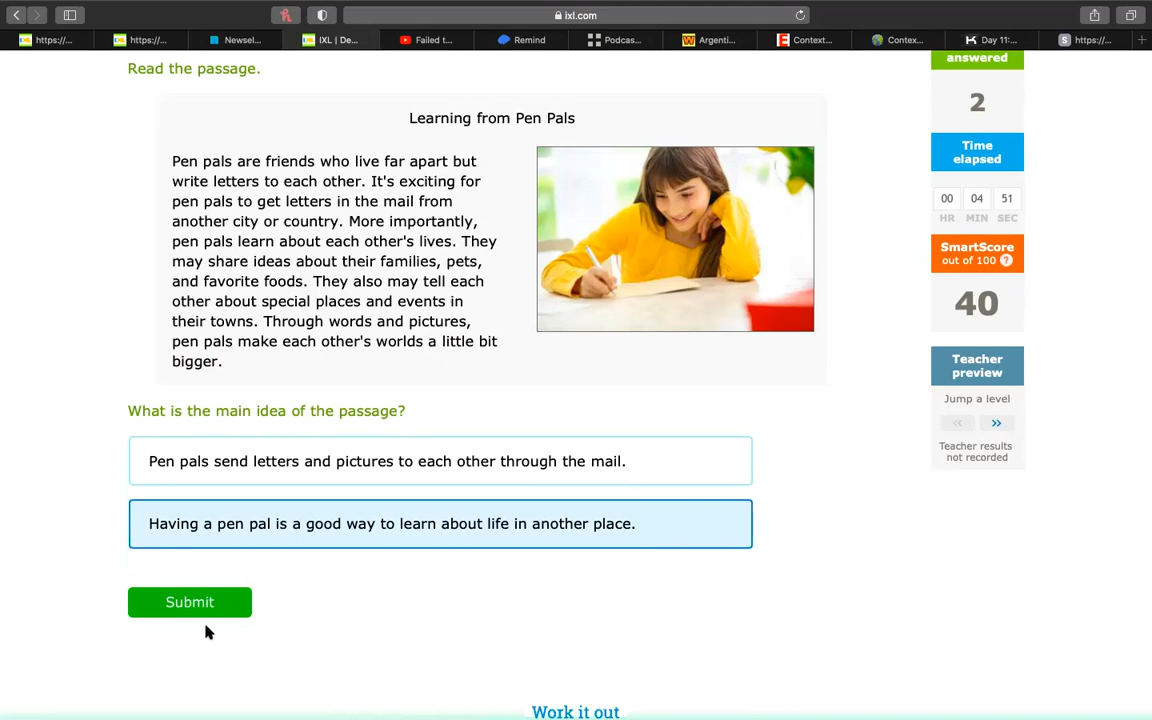 ixl.com
https://...
https://...
Newsel...
IXL | De...
Failed t...
Remind
Podcas...
Argenti...
Context...
Contex...
Day 11:...
https://...
Read the passage.
Learning from Pen Pals
Pen pals are friends who live far apart but
write letters to each other. It's exciting for
pen pals to get letters in the mail from
another city or country. More importantly,
pen pals learn about each other's lives. They
may share ideas about their families, pets,
and favorite foods. They also may tell each
other about special places and events in
their towns. Through words and pictures,
pen pals make each other's worlds a little bit
bigger.
What is the main idea of the passage?
Pen pals send letters and pictures to each other through the mail.
Having a pen pal is a good way to learn about life in another place.
Submit
Work it out
answered
2
Time
elapsed
00 04 51
HR MIN SEC
SmartScore
out of 100 ?
40
Teacher
preview
Jump a level
<< >>
Teacher results
not recorded